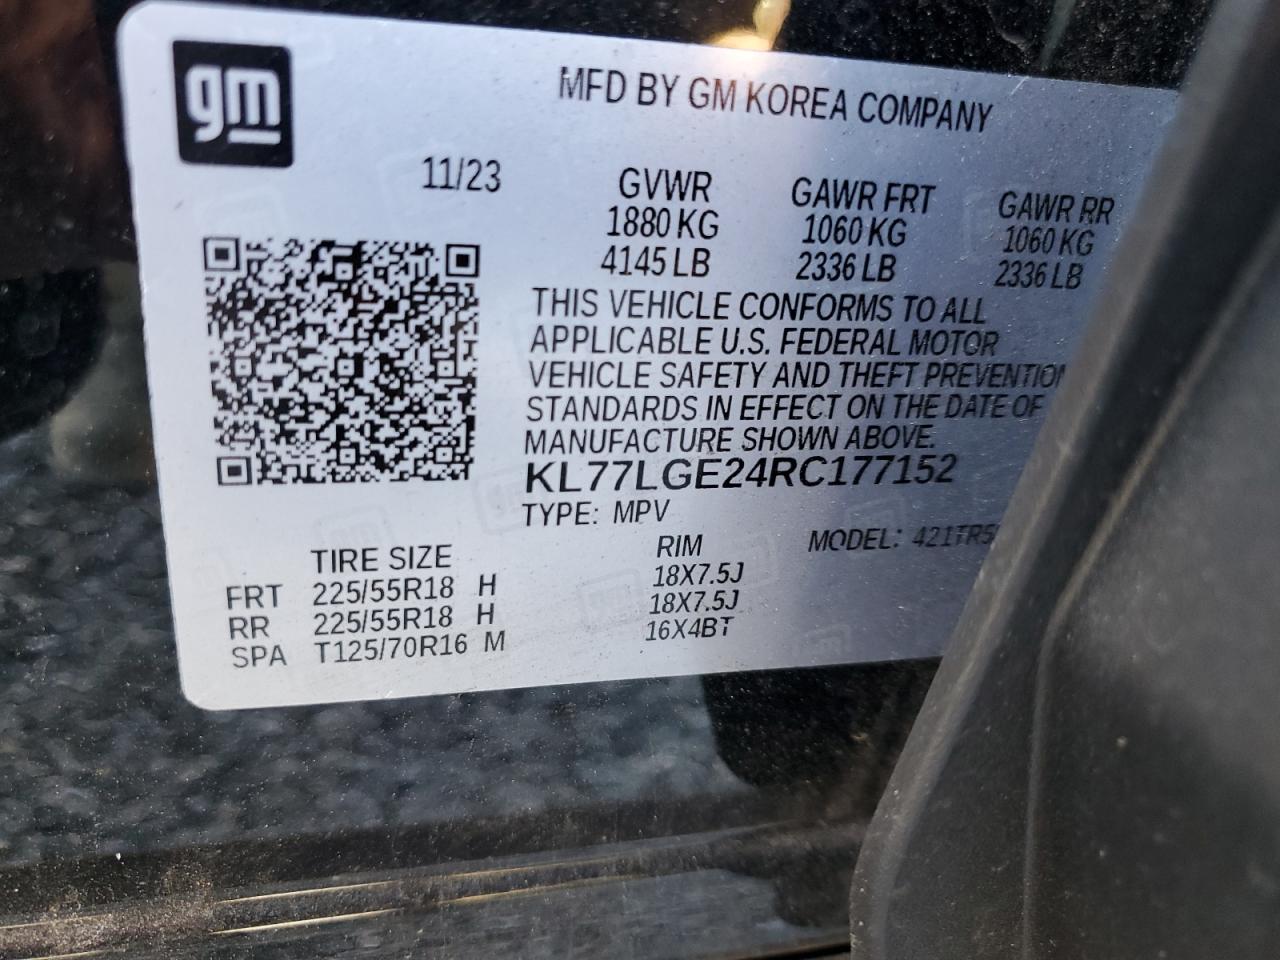 gm
MFD BY GM KOREA COMPANY
11/23
GVWR GAWR FRT GAWR RR
1880 KG 1060 KG 1060 KG
4145 LB 2336 LB 2336 LB
THIS VEHICLE CONFORMS TO ALL
APPLICABLE U.S. FEDERAL MOTOR
VEHICLE SAFETY AND THEFT PREVENTION
STANDARDS IN EFFECT ON THE DATE OF
MANUFACTURE SHOWN ABOVE.
KL77LGE24RC177152
TYPE: MPV
MODEL:
TIRE SIZE RIM
FRT 225/55R18 H 18X7.5J
RR 225/55R18 H 18X7.5J
SPA T125/70R16 M 16X4BT